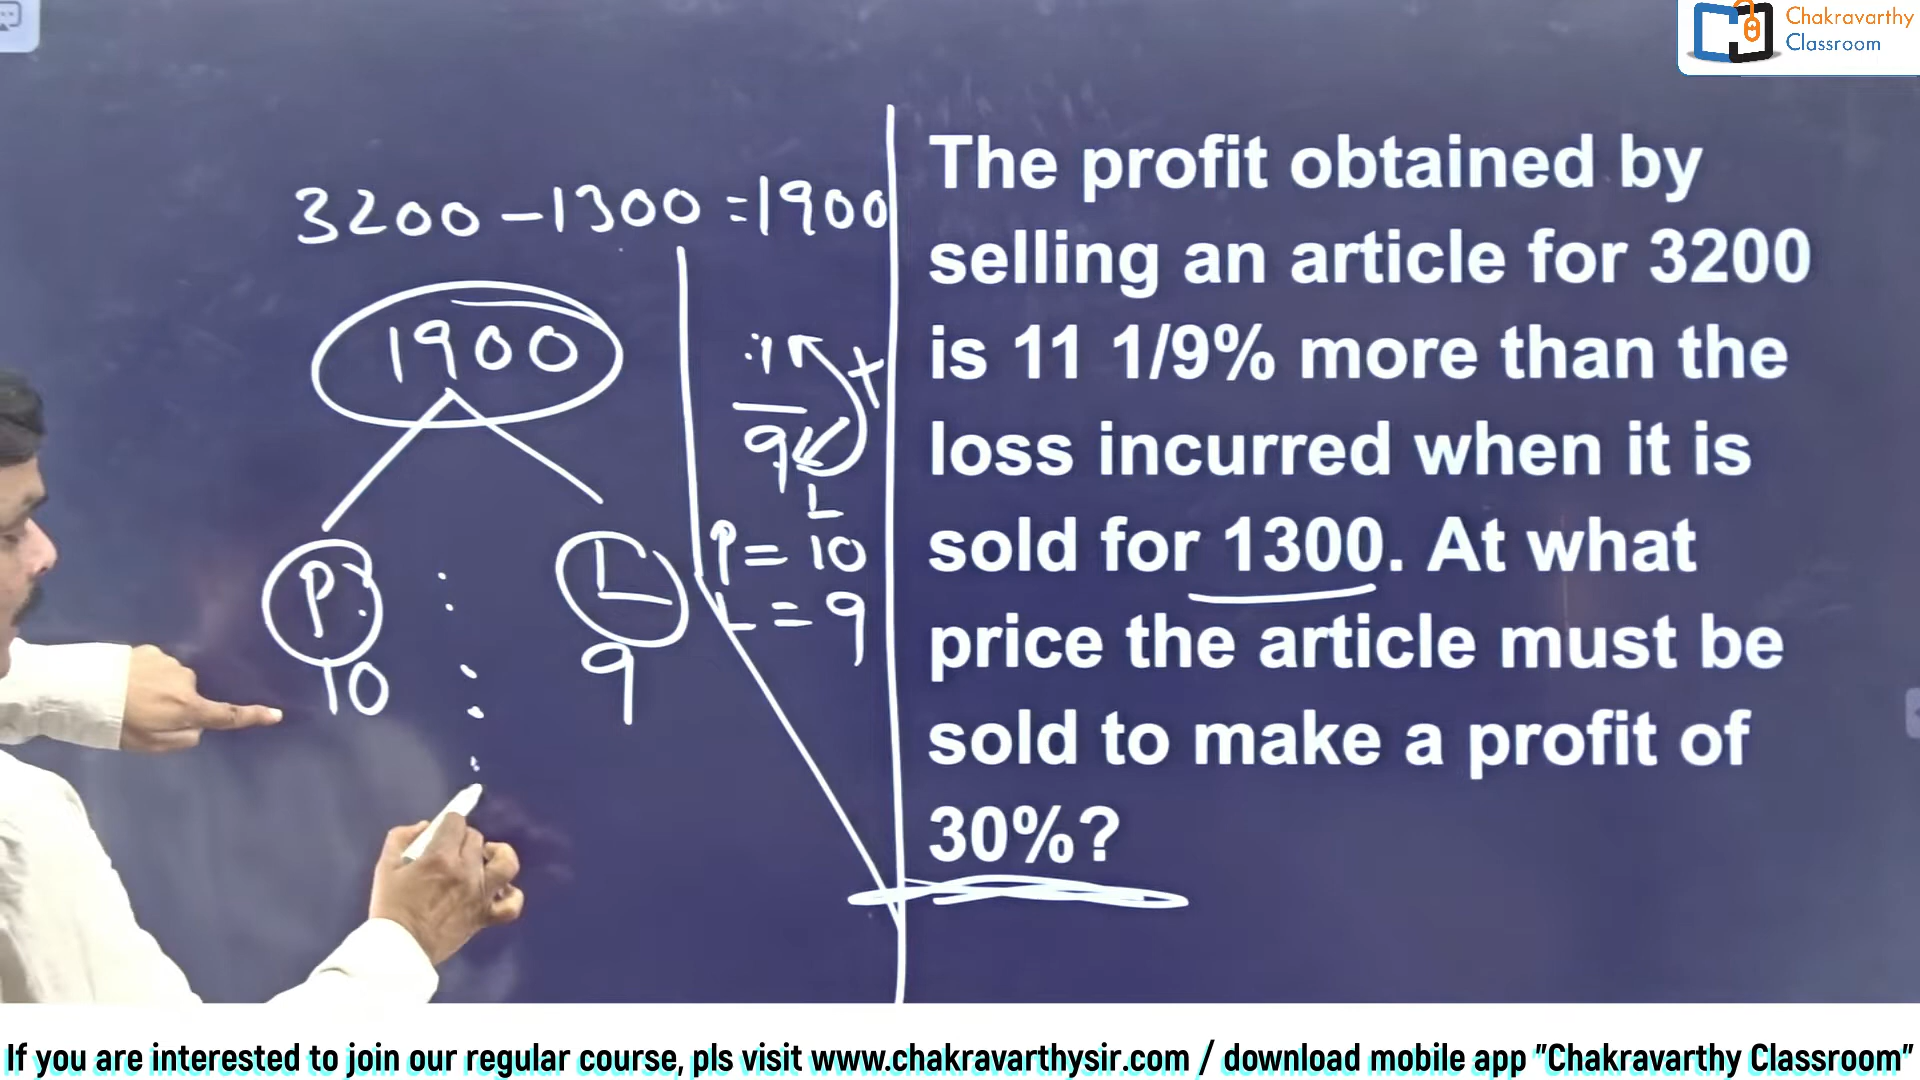 Chakravarthy
Classroom
3200 - 1300 = 1900
1900
P : L
10 : 9
1
+
9
L
P = 10
L = 9
The profit obtained by
selling an article for 3200
is 11 1/9% more than the
loss incurred when it is
sold for 1300. At what
price the article must be
sold to make a profit of
30%?
If you are interested to join our regular course, pls visit www.chakravarthysir.com / download mobile app "Chakravarthy Classroom"